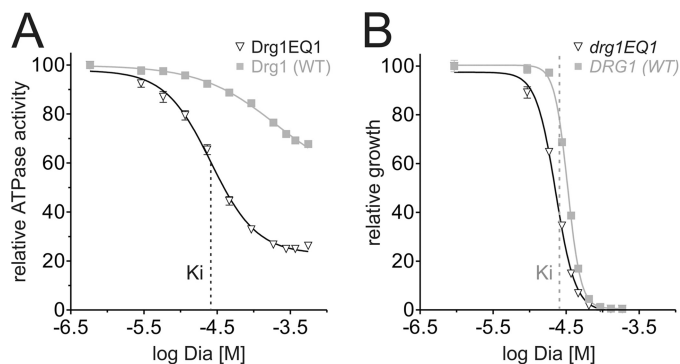 A
B
Drg1EQ1
Drg1 (WT)
drg1EQ1
DRG1 (WT)
relative ATPase activity
100
80
60
40
20
0
Ki
-6.5
-5.5
-4.5
-3.5
log Dia [M]
relative growth
100
80
60
40
20
0
Ki
-6.5
-5.5
-4.5
-3.5
log Dia [M]